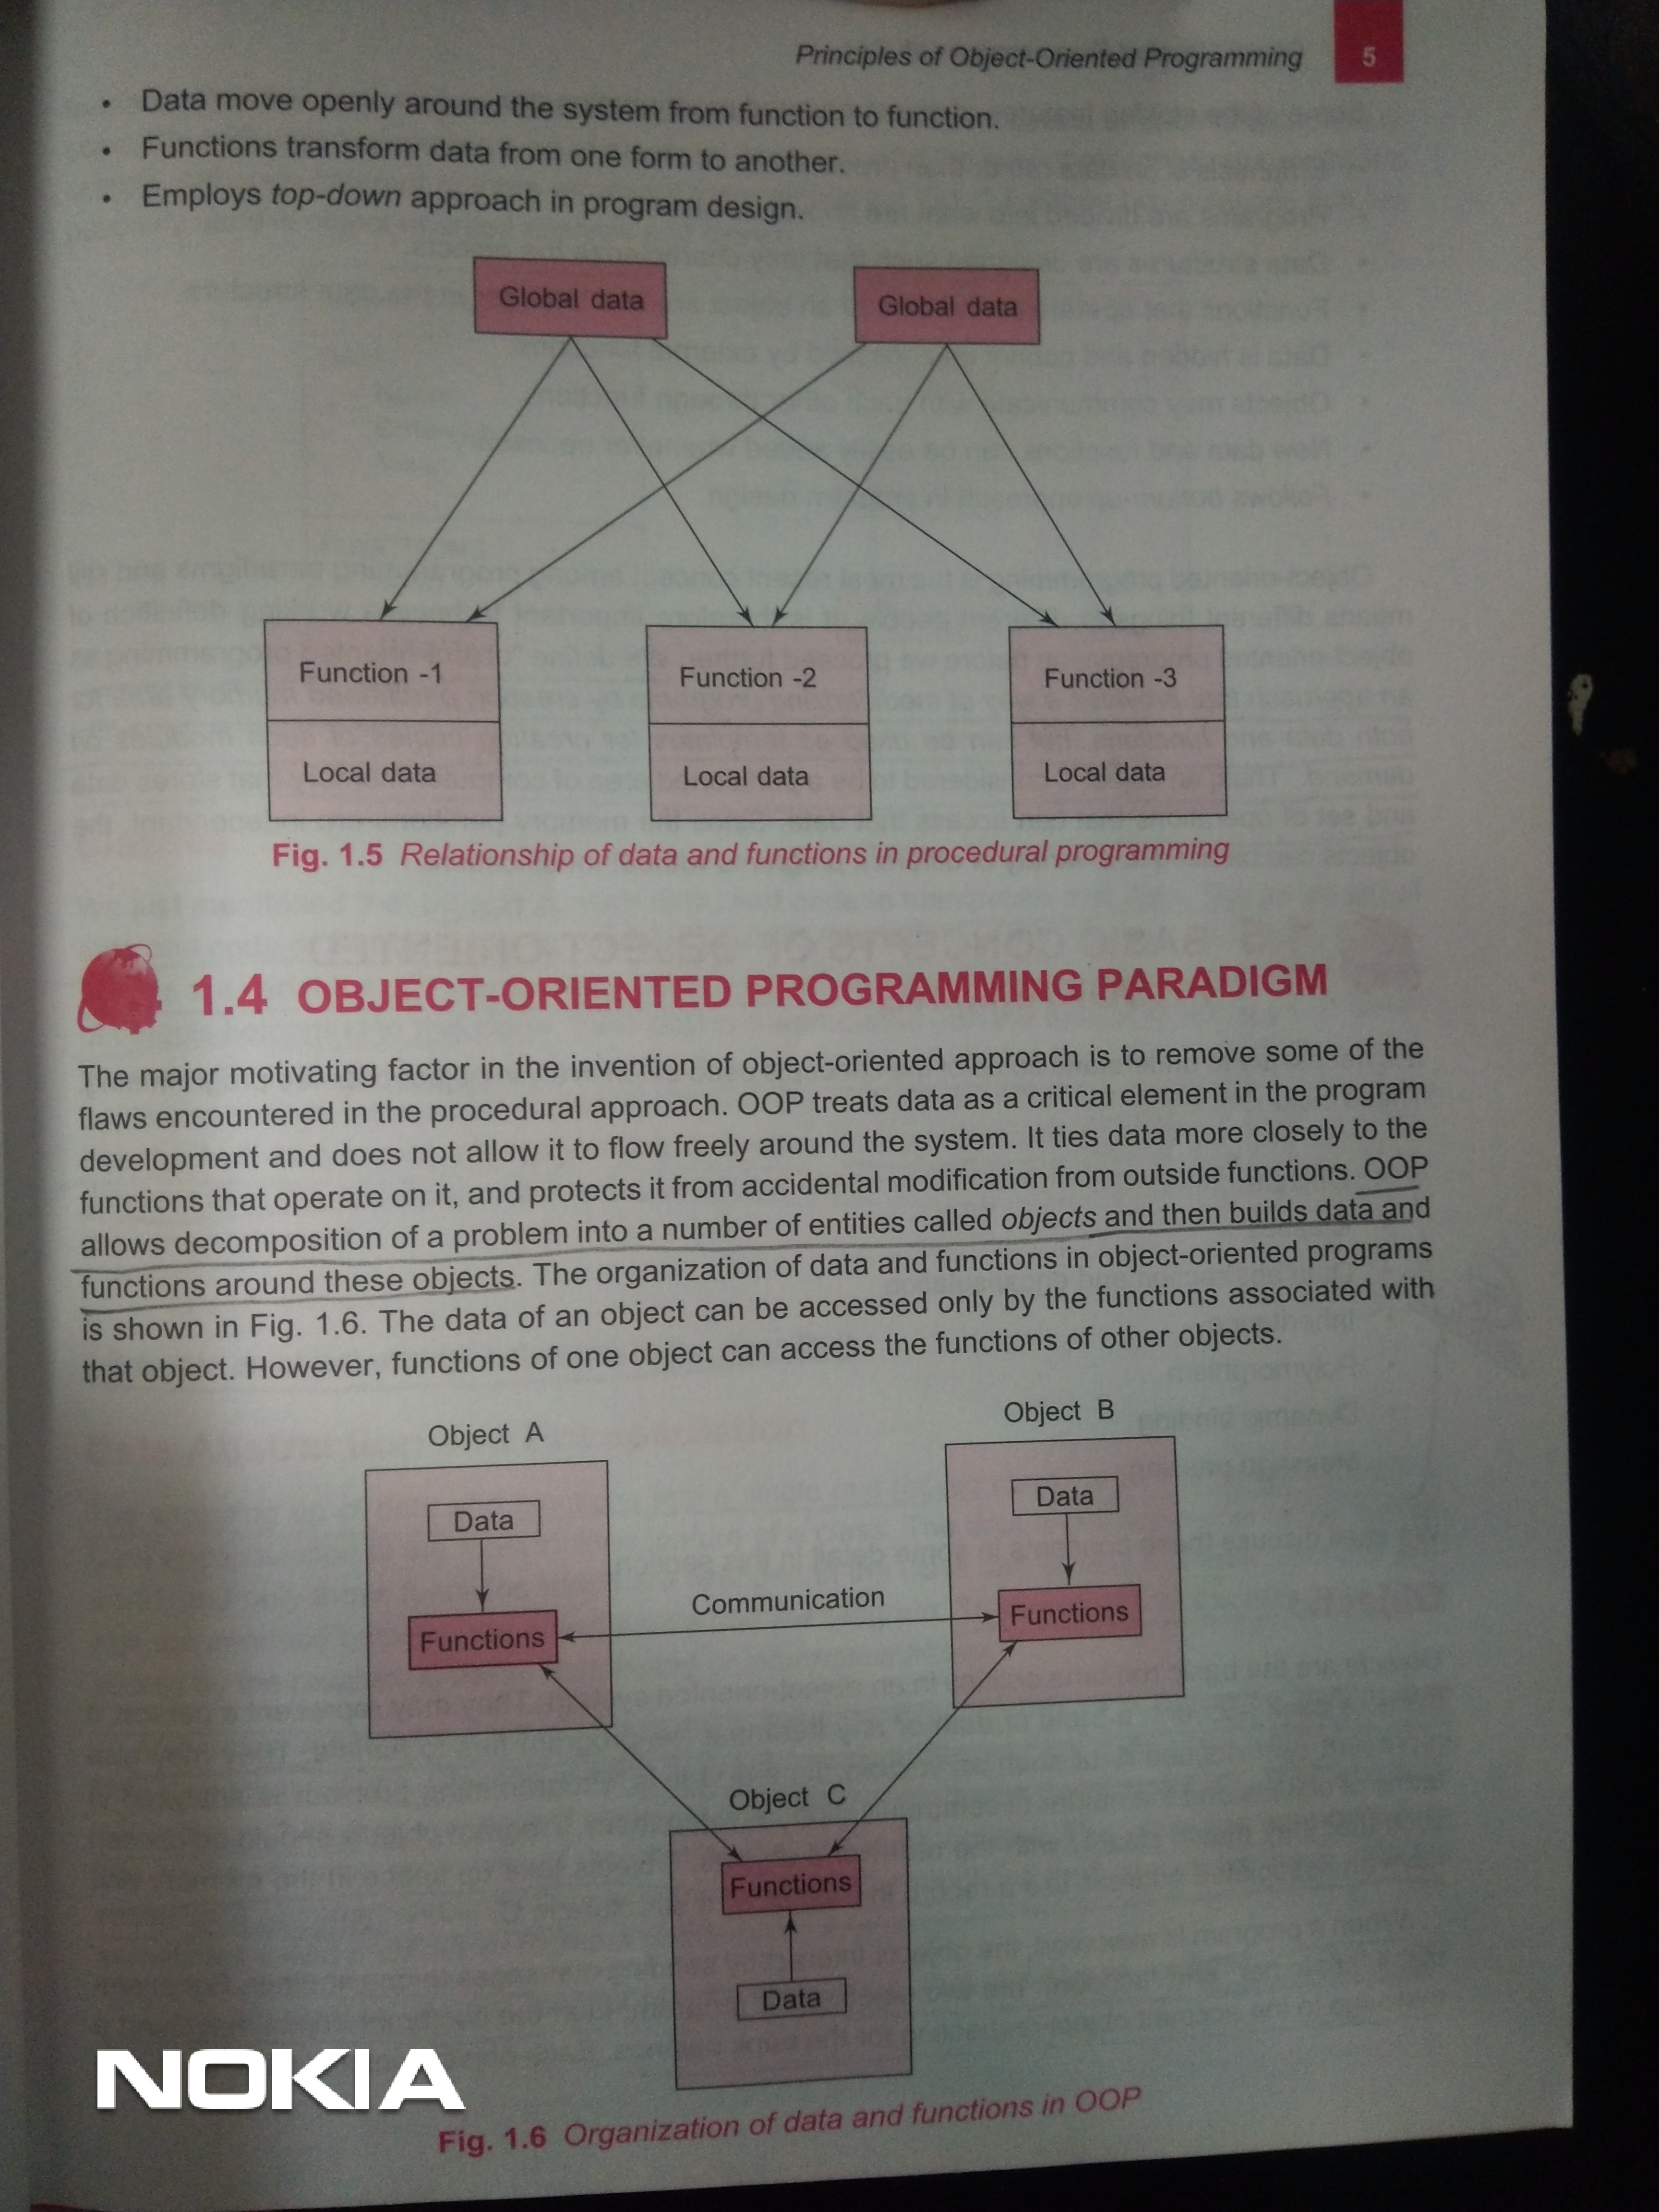 Principles of Object-Oriented Programming 5
• Data move openly around the system from function to function.
• Functions transform data from one form to another.
• Employs top-down approach in program design.
Global data Global data
Function -1 Function -2 Function -3
Local data Local data Local data
Fig. 1.5 Relationship of data and functions in procedural programming
1.4 OBJECT-ORIENTED PROGRAMMING PARADIGM
The major motivating factor in the invention of object-oriented approach is to remove some of the
flaws encountered in the procedural approach. OOP treats data as a critical element in the program
development and does not allow it to flow freely around the system. It ties data more closely to the
functions that operate on it, and protects it from accidental modification from outside functions. OOP
allows decomposition of a problem into a number of entities called objects and then builds data and
functions around these objects. The organization of data and functions in object-oriented programs
is shown in Fig. 1.6. The data of an object can be accessed only by the functions associated with
that object. However, functions of one object can access the functions of other objects.
Object A Object B
Data Data
Communication
Functions Functions
Object C
Functions
Data
NOKIA
Fig. 1.6 Organization of data and functions in OOP